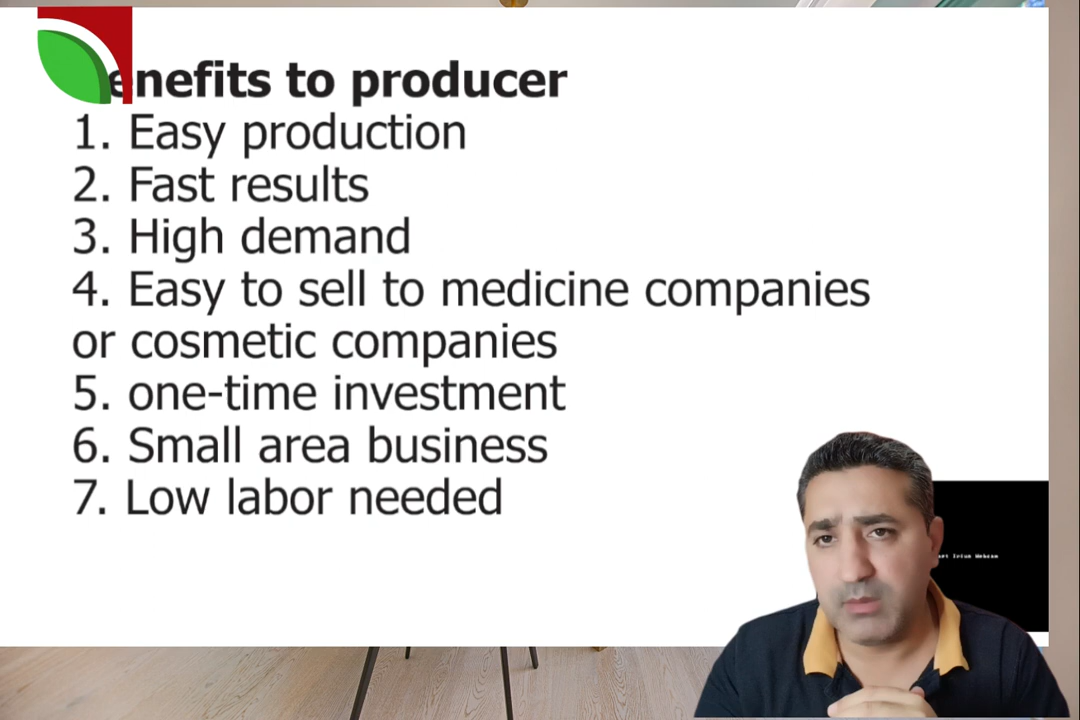 enefits to producer
1. Easy production
2. Fast results
3. High demand
4. Easy to sell to medicine companies
or cosmetic companies
5. one-time investment
6. Small area business
7. Low labor needed
Webcam